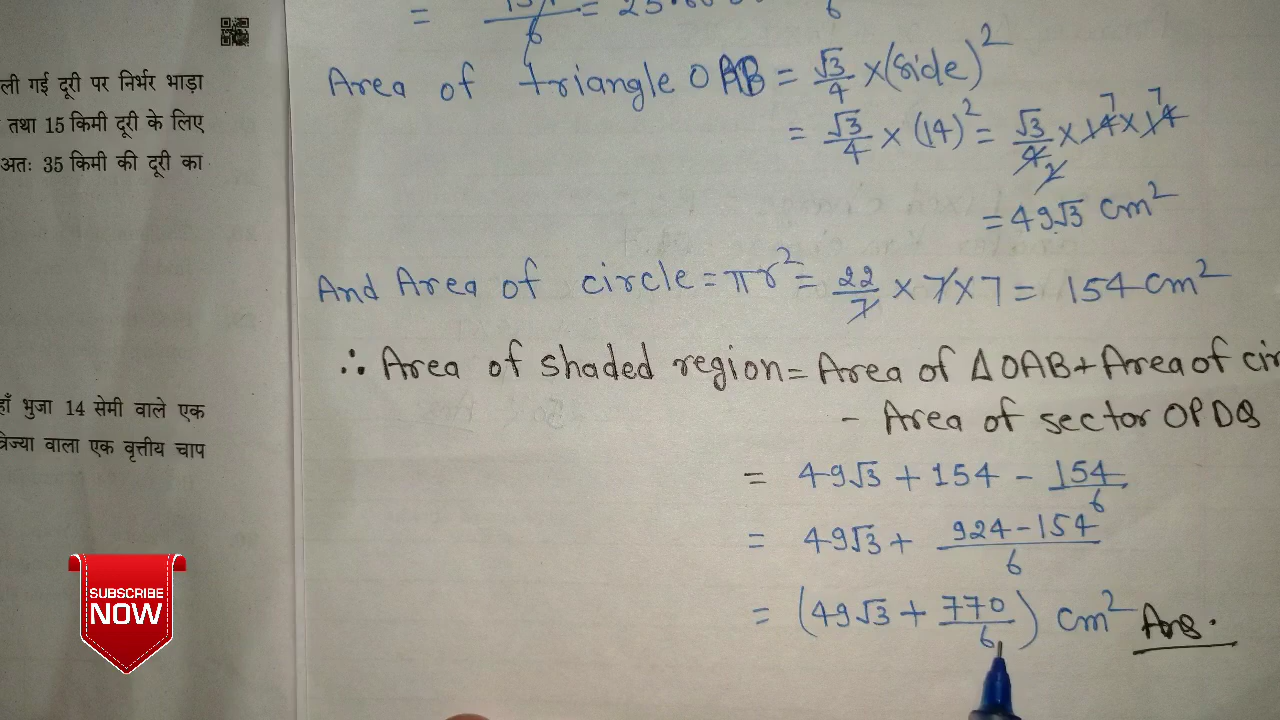 ली गई दूरी पर निर्भर भाड़ा
तथा 15 किमी दूरी के लिए
अतः 35 किमी की दूरी का
हाँ भुजा 14 सेमी वाले एक
त्रिज्या वाला एक वृत्तीय चाप
SUBSCRIBE
NOW
Area of triangle OAB = √3/4 × (side)²
= √3/4 × (14)² = √3/4 × 14 × 14
= 49√3 cm²
And Area of circle = πr² = 22/7 × 7 × 7 = 154 cm²
∴ Area of shaded region = Area of Δ OAB + Area of cir
- Area of sector OPDQ
= 49√3 + 154 - 154/6
= 49√3 + 924-154/6
= (49√3 + 770/6) cm² Ans.